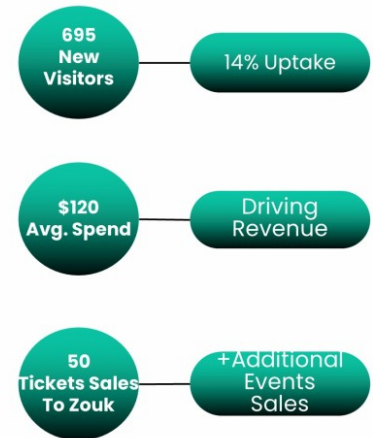 695
New
Visitors
14% Uptake
$120
Avg. Spend
Driving
Revenue
50
Tickets Sales
To Zouk
+Additional
Events
Sales